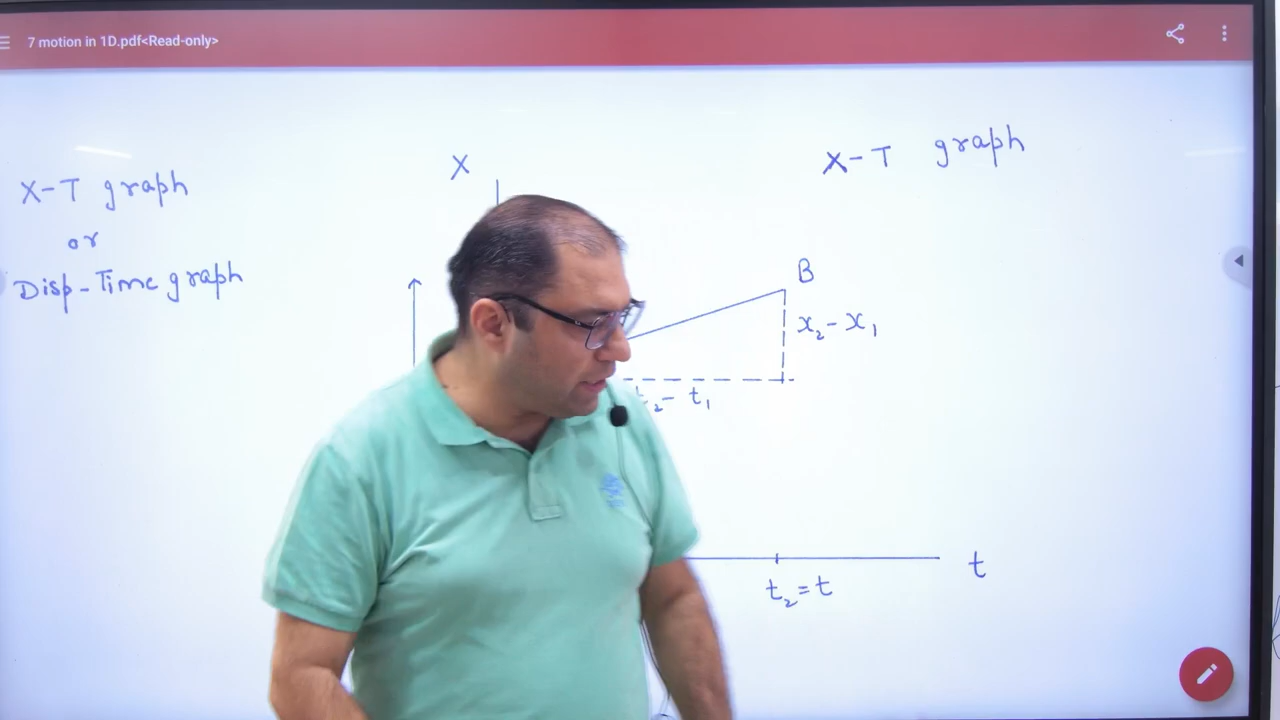 7 motion in 1D.pdf<Read-only>
X-T graph
or
Disp-Time graph
X
X-T graph
B
x₂-x₁
t₂- t₁
t
t₂=t